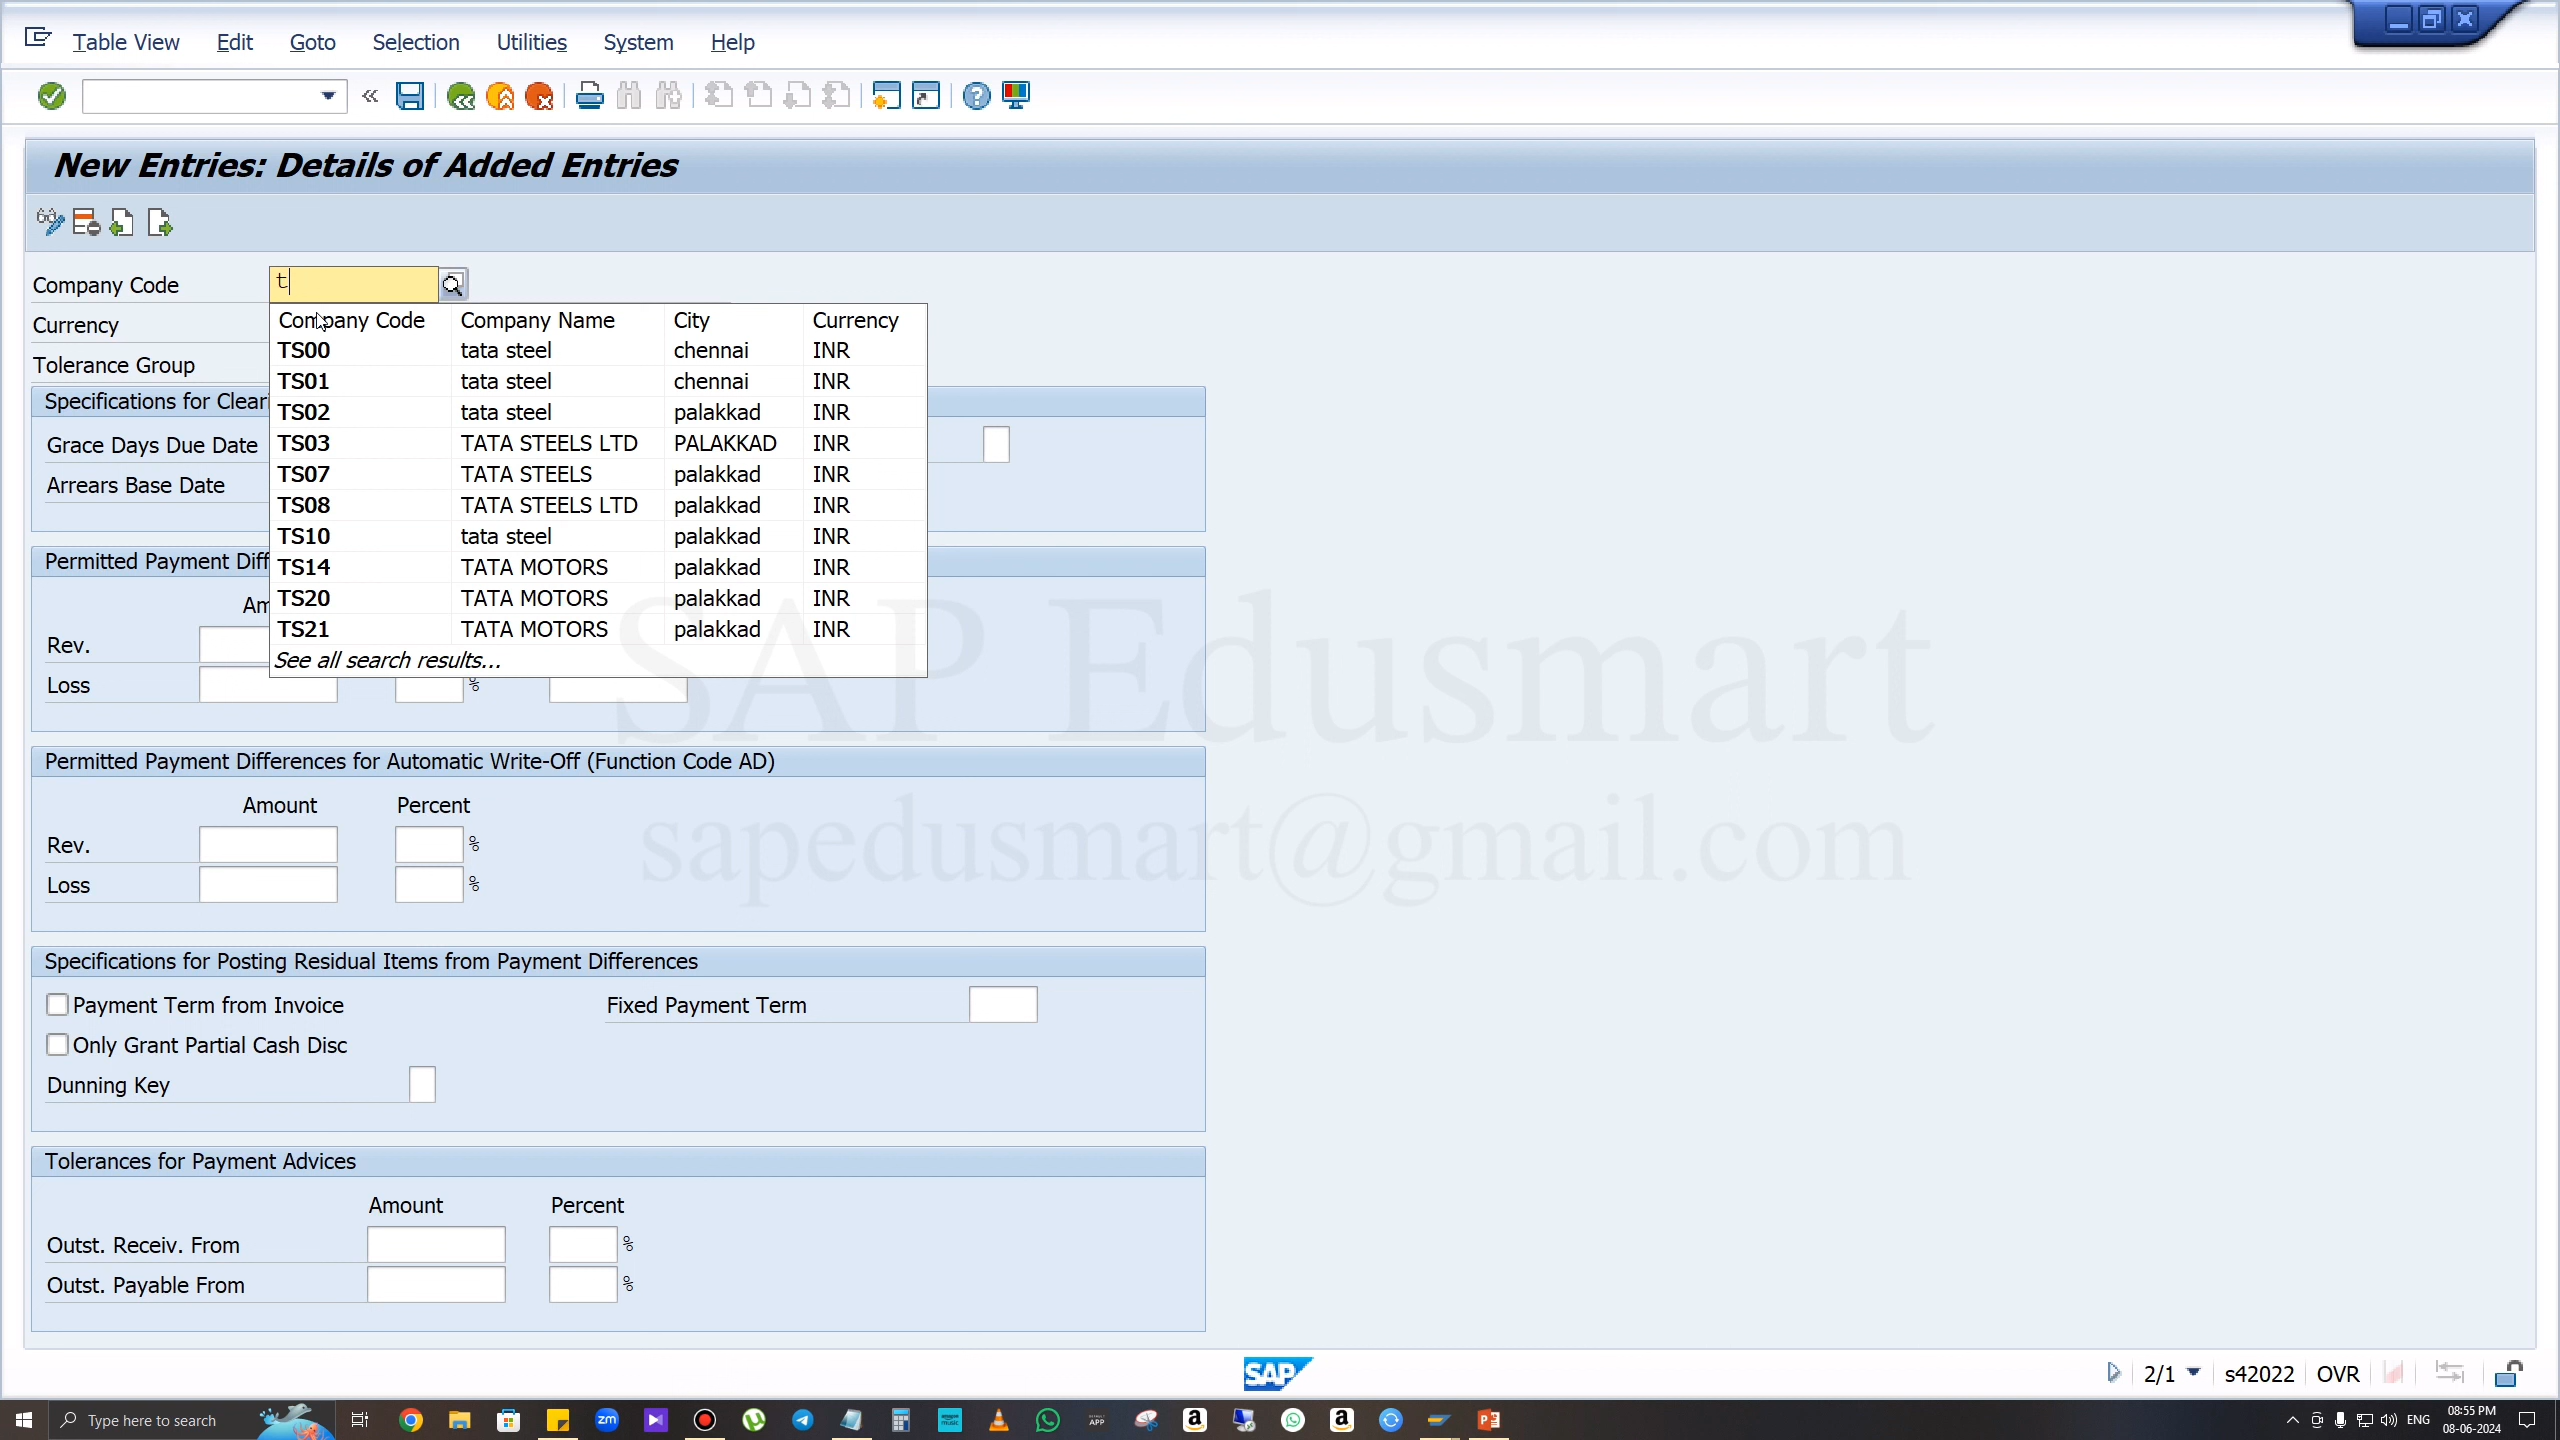 Table View Edit Goto Selection Utilities System Help
New Entries: Details of Added Entries
Company Code t
Currency
Tolerance Group
Company Code Company Name City Currency
TS00 tata steel chennai INR
TS01 tata steel chennai INR
TS02 tata steel palakkad INR
TS03 TATA STEELS LTD PALAKKAD INR
TS07 TATA STEELS palakkad INR
TS08 TATA STEELS LTD palakkad INR
TS10 tata steel palakkad INR
TS14 TATA MOTORS palakkad INR
TS20 TATA MOTORS palakkad INR
TS21 TATA MOTORS palakkad INR
See all search results...
Specifications for Cleari
Grace Days Due Date
Arrears Base Date
Permitted Payment Diff
Am
Rev.
Loss %
SAP Edusmart
sapedusmart@gmail.com
Permitted Payment Differences for Automatic Write-Off (Function Code AD)
Amount Percent
Rev. %
Loss %
Specifications for Posting Residual Items from Payment Differences
Payment Term from Invoice Fixed Payment Term
Only Grant Partial Cash Disc
Dunning Key
Tolerances for Payment Advices
Amount Percent
Outst. Receiv. From %
Outst. Payable From %
SAP 2/1 s42022 OVR
Type here to search zm APP ENG 08:55 PM
08-06-2024